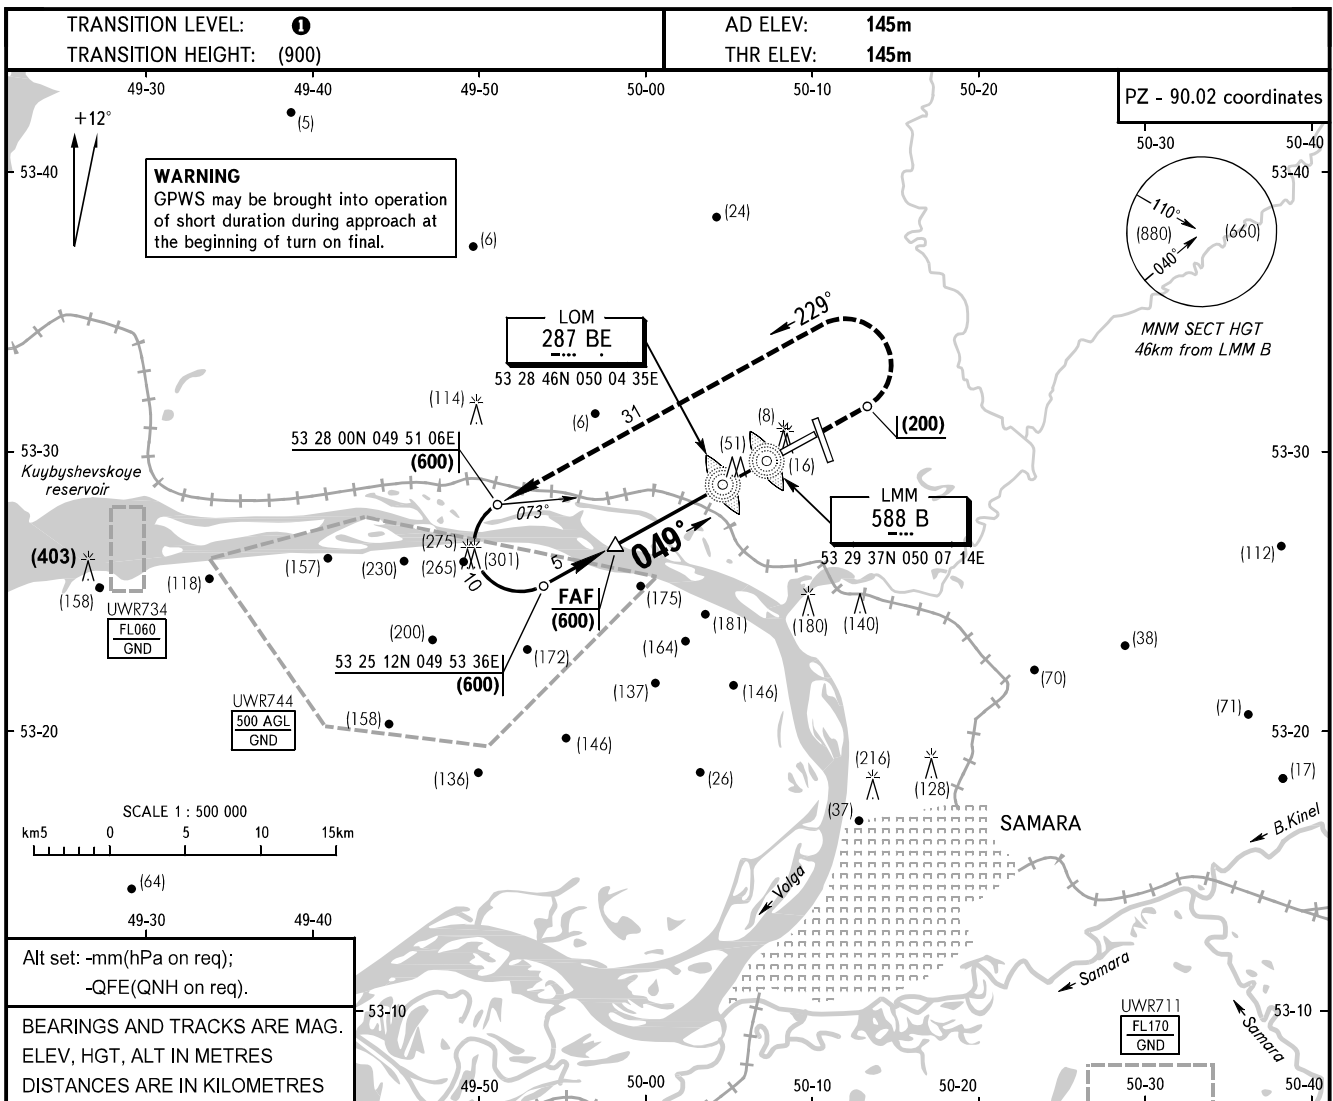 TRANSITION LEVEL: ❶
TRANSITION HEIGHT: (900)
AD ELEV: 145m
THR ELEV: 145m
49-30 49-40 49-50 50-00 50-10 50-20
PZ - 90.02 coordinates
50-30 50-40
+12°
(5)
53-40
53-40
WARNING
GPWS may be brought into operation
of short duration during approach at
the beginning of turn on final.
(24)
(6)
110°
(880) (660)
040°
MNM SECT HGT
46km from LMM B
229°
LOM
287 BE
53 28 46N 050 04 35E
(114)
(6)
31
(8)
(200)
53 28 00N 049 51 06E
(600)
(51)
(16)
53-30
53-30
Kuybyshevskoye
reservoir
073°
LMM
588 B
53 29 37N 050 07 14E
049°
(403)
(275)
(301)
(157)
(230)
(265)
10
5
(112)
(118)
(158)
FAF
(600)
(175)
UWR734
FL060
GND
(181)
(180)
(140)
(200)
(172)
(164)
(38)
53 25 12N 049 53 36E
(600)
(70)
(137)
(146)
UWR744
500 AGL
GND
(158)
(71)
53-20
53-20
(146)
(136)
(26)
(216)
(128)
(17)
SCALE 1 : 500 000
km5 0 5 10 15km
(37)
SAMARA
B.Kinel
(64)
Volga
49-30 49-40
Alt set: -mm(hPa on req);
-QFE(QNH on req).
Samara
53-10
UWR711
FL170
GND
53-10
Samara
BEARINGS AND TRACKS ARE MAG.
ELEV, HGT, ALT IN METRES
DISTANCES ARE IN KILOMETRES
49-50 50-00 50-10 50-20 50-30 50-40